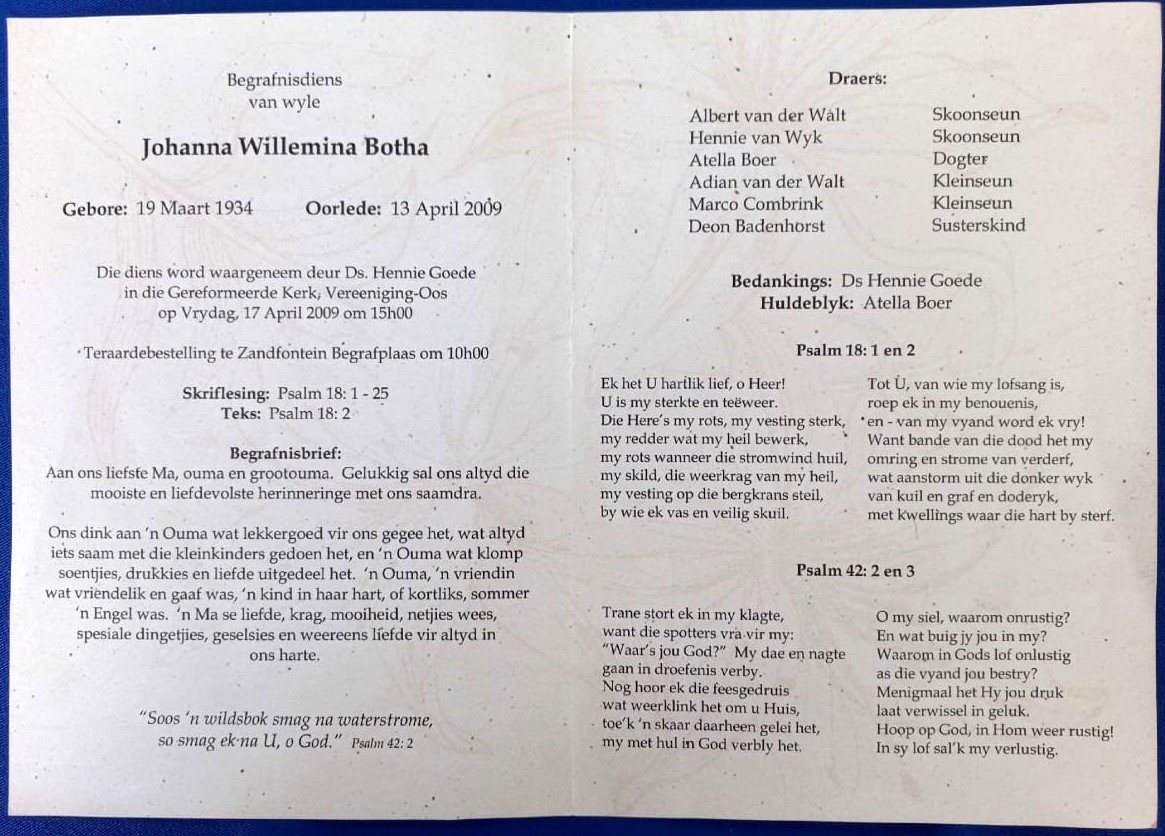 Begrafnisdiens
van wyle
Johanna Willemina Botha
Gebore: 19 Maart 1934 Oorlede: 13 April 2009
Die diens word waargeneem deur Ds. Hennie Goede
in die Gereformeerde Kerk, Vereeniging-Oos
op Vrydag, 17 April 2009 om 15h00
Teraardebestelling te Zandfontein Begrafplaas om 10h00
Skriflesing: Psalm 18: 1 - 25
Teks: Psalm 18: 2
Begrafnisbrief:
Aan ons liefste Ma, ouma en grootouma. Gelukkig sal ons altyd die
mooiste en liefdevolste herinneringe met ons saamdra.
Ons dink aan ‘n Ouma wat lekkergoed vir ons gegee het, wat altyd
iets saam met die kleinkinders gedoen het, en ‘n Ouma wat klomp
soentjies, drukkies en liefde uitgedeel het. ‘n Ouma, ‘n vriendin
wat vriendelik en gaaf was, ‘n kind in haar hart, of kortliks, sommer
‘n Engel was. ‘n Ma se liefde, krag, mooiheid, netjies wees,
spesiale dingetjies, geselsies en weereens liefde vir altyd in
ons harte.
“Soos ‘n wildsbok smag na waterstrome,
so smag ek na U, o God.” Psalm 42: 2
Draers:
Albert van der Walt Skoonseun
Hennie van Wyk Skoonseun
Atella Boer Dogter
Adian van der Walt Kleinseun
Marco Combrink Kleinseun
Deon Badenhorst Susterskind
Bedankings: Ds Hennie Goede
Huldeblyk: Atella Boer
Psalm 18: 1 en 2
Ek het U hartlik lief, o Heer!
U is my sterkte en teëweer.
Die Here's my rots, my vesting sterk,
my redder wat my heil bewerk,
my rots wanneer die stromwind huil,
my skild, die weerkrag van my heil,
my vesting op die bergkrans steil,
by wie ek vas en veilig skuil.
Tot U, van wie my lofsang is,
roep ek in my benouenis,
en - van my vyand word ek vry!
Want bande van die dood het my
omring en strome van verderf,
wat aanstorm uit die donker wyk
van kuil en graf en doderyk,
met kwellings waar die hart by sterf.
Psalm 42: 2 en 3
Trane stort ek in my klagte,
want die spotters vra vir my:
“Waar's jou God?” My dae en nagte
gaan in droefenis verby.
Nog hoor ek die feesgedruis
wat weerklink het om u Huis,
toe'k ‘n skaar daarheen gelei het,
my met hul in God verbly het.
O my siel, waarom onrustig?
En wat buig jy jou in my?
Waarom in Gods lof onlustig
as die vyand jou bestry?
Menigmaal het Hy jou druk
laat verwissel in geluk.
Hoop op God, in Hom weer rustig!
In sy lof sal'k my verlustig.